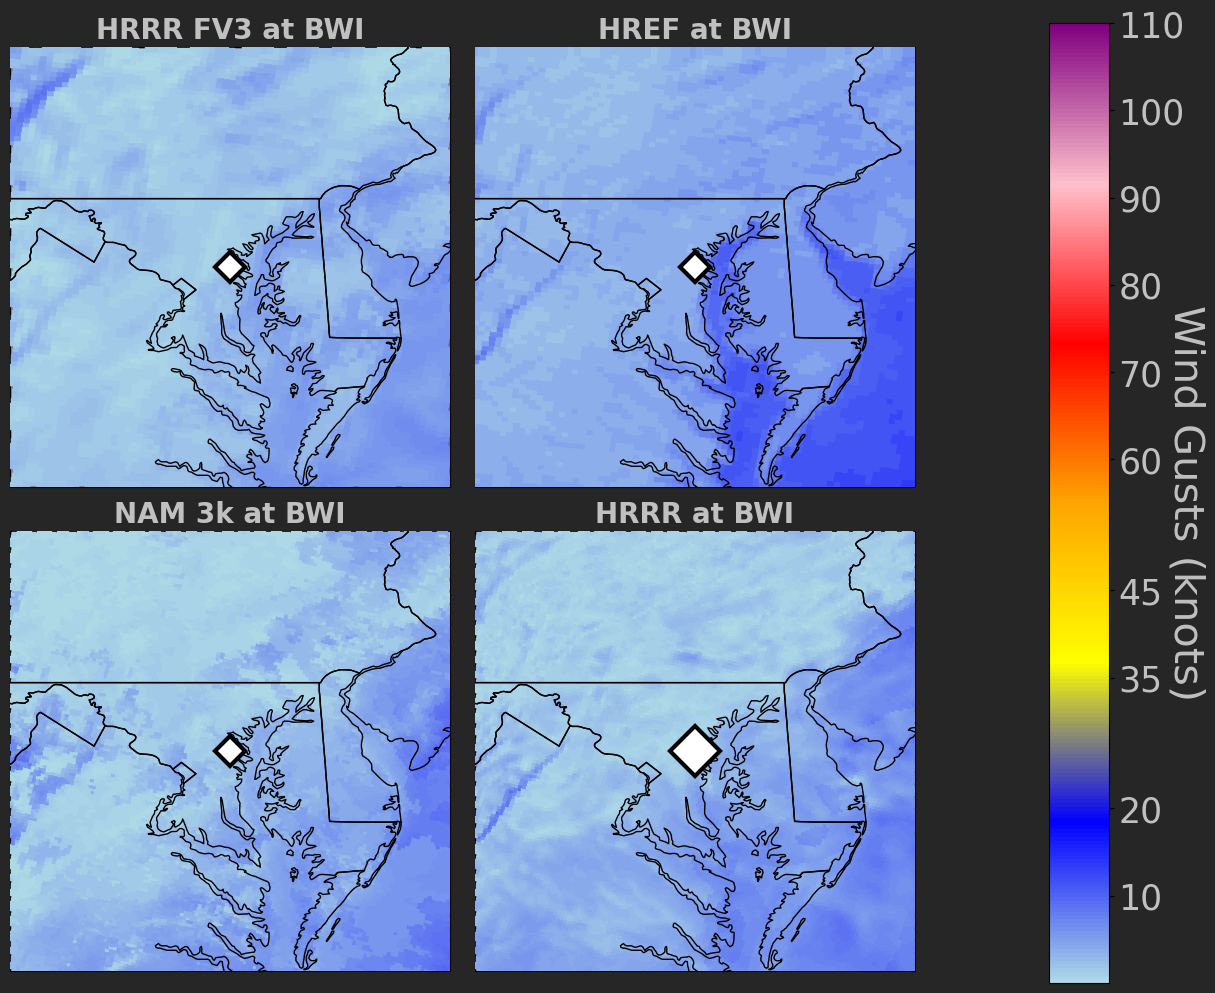 HRRR FV3 at BWI
HREF at BWI
NAM 3k at BWI
HRRR at BWI
110
100
90
80
70
60
45
35
20
10
Wind Gusts (knots)